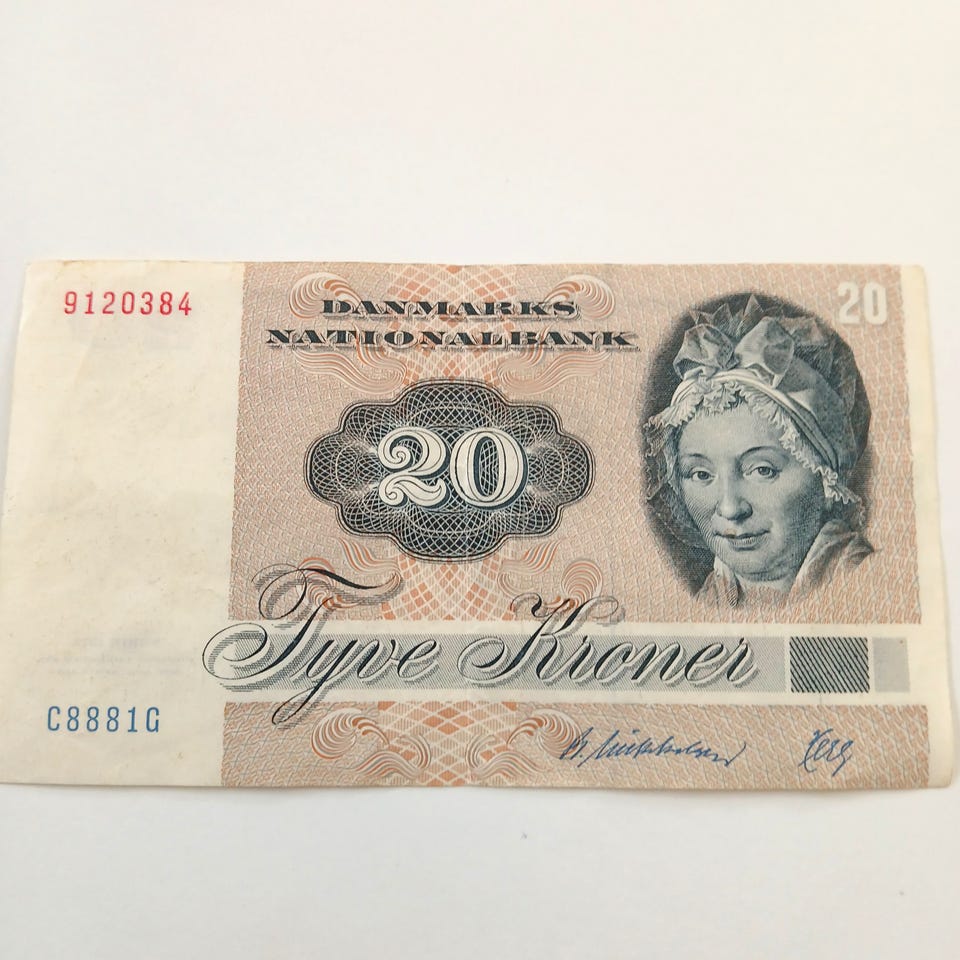 9120384
DANMARKS
NATIONALBANK
20
20
Tyve Kroner
C8881G